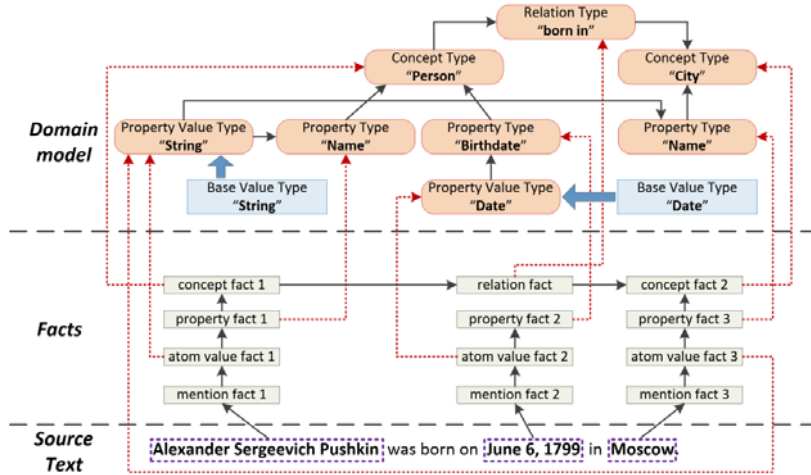 Relation Type
“born in”
Concept Type
“Person”
Concept Type
“City”
Domain
model
Property Value Type
“String”
Property Type
“Name”
Property Type
“Birthdate”
Property Type
“Name”
Base Value Type
“String”
Property Value Type
“Date”
Base Value Type
“Date”
Facts
concept fact 1
relation fact
concept fact 2
property fact 1
property fact 2
property fact 3
atom value fact 1
atom value fact 2
atom value fact 3
mention fact 1
mention fact 2
mention fact 3
Source
Text
Alexander Sergeevich Pushkin was born on June 6, 1799 in Moscow.